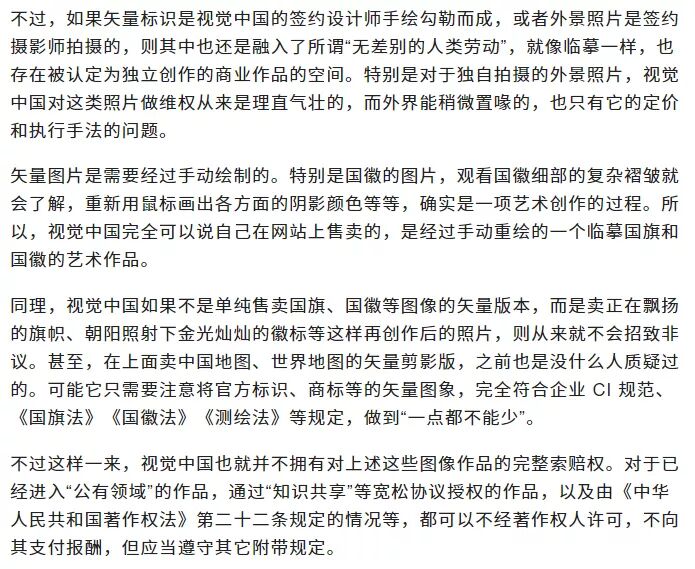 不过，如果矢量标识是视觉中国的签约设计师手绘勾勒而成，或者外景照片是签约
摄影师拍摄的，则其中也还是融入了所谓“无差别的人类劳动”，就像临摹一样，也
存在被认定为独立创作的商业作品的空间。特别是对于独自拍摄的外景照片，视觉
中国对这类照片做维权从来是理直气壮的，而外界能稍微置喙的，也只有它的定价
和执行手法的问题。
矢量图片是需要经过手动绘制的。特别是国徽的图片，观看国徽细部的复杂褶皱就
会了解，重新用鼠标画出各方面的阴影颜色等等，确实是一项艺术创作的过程。所
以，视觉中国完全可以说自己在网站上售卖的，是经过手动重绘的一个临摹国旗和
国徽的艺术作品。
同理，视觉中国如果不是单纯售卖国旗、国徽等图像的矢量版本，而是卖正在飘扬
的旗帜、朝阳照射下金光灿灿的徽标等这样再创作后的照片，则从来就不会招致非
议。甚至，在上面卖中国地图、世界地图的矢量剪影版，之前也是没什么人质疑过
的。可能它只需要注意将官方标识、商标等的矢量图象，完全符合企业 CI 规范、
《国旗法》《国徽法》《测绘法》等规定，做到“一点都不能少”。
不过这样一来，视觉中国也就并不拥有对上述这些图像作品的完整索赔权。对于已
经进入“公有领域”的作品，通过“知识共享”等宽松协议授权的作品，以及由《中华
人民共和国著作权法》第二十二条规定的情况等，都可以不经著作权人许可，不向
其支付报酬，但应当遵守其它附带规定。